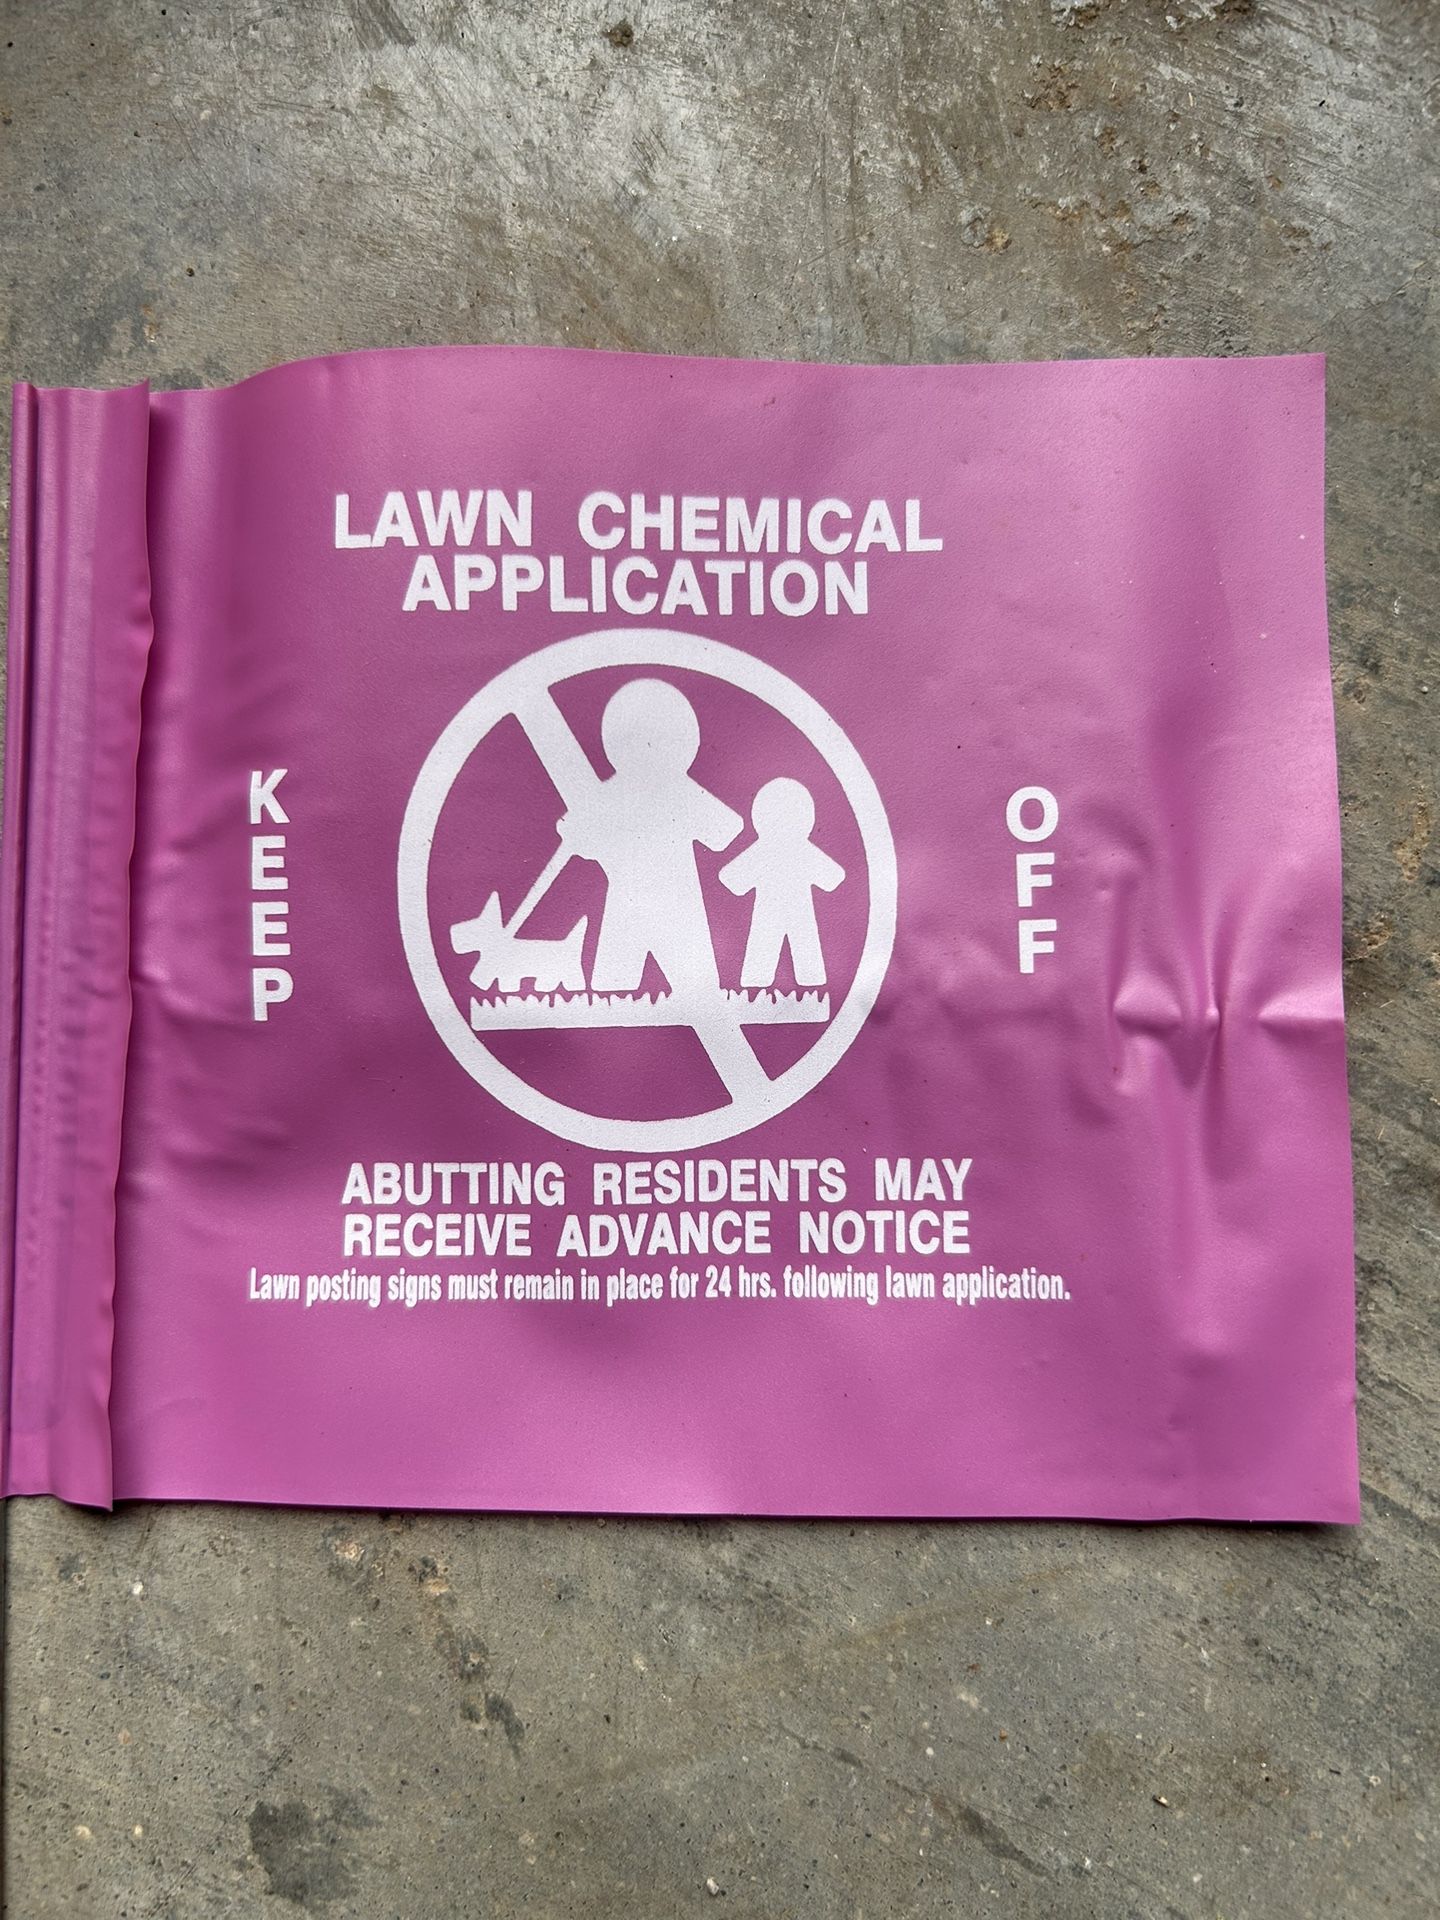 LAWN CHEMICAL
APPLICATION
KEEP
OFF
ABUTTING RESIDENTS MAY
RECEIVE ADVANCE NOTICE
Lawn posting signs must remain in place for 24 hrs. following lawn application.